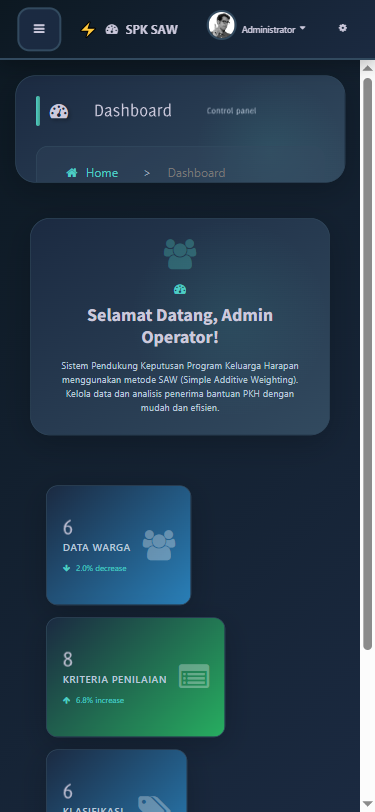 SPK SAW
Administrator
Dashboard
Control panel
Home > Dashboard
Selamat Datang, Admin
Operator!
Sistem Pendukung Keputusan Program Keluarga Harapan
menggunakan metode SAW (Simple Additive Weighting).
Kelola data dan analisis penerima bantuan PKH dengan
mudah dan efisien.
6
DATA WARGA
2.0% decrease
8
KRITERIA PENILAIAN
6.8% increase
6
KLASIFIKASI